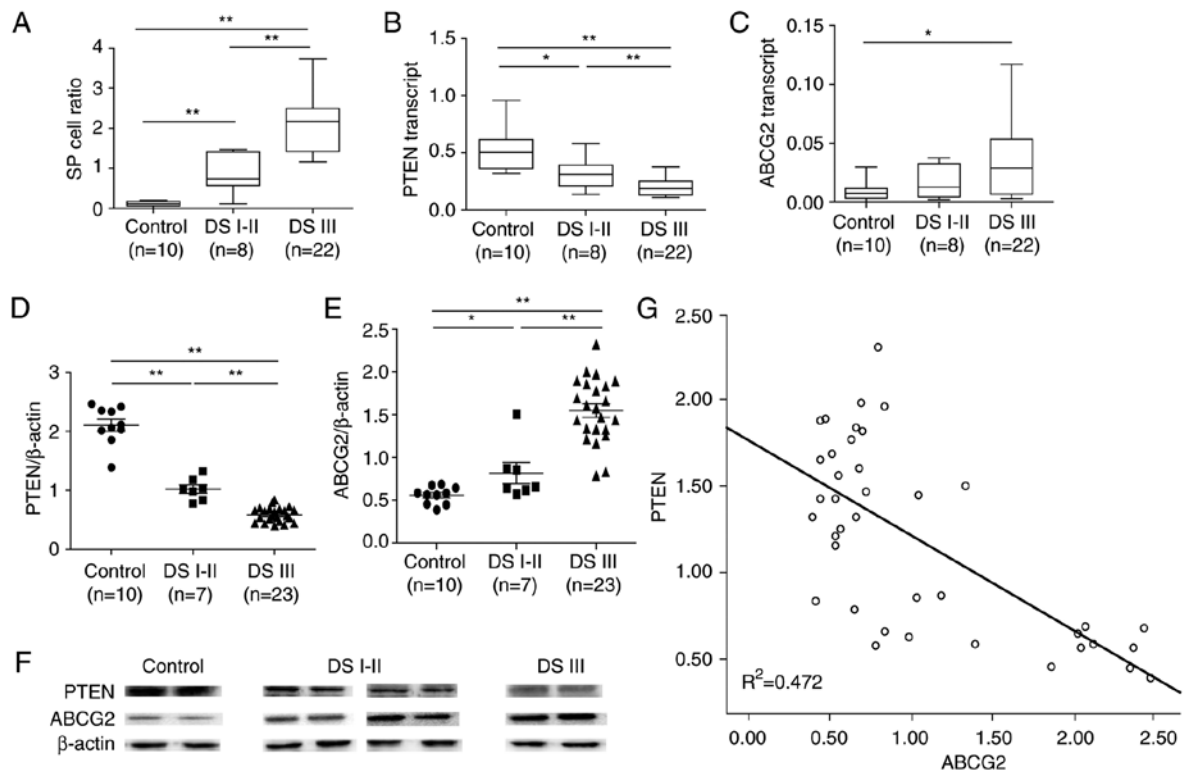 A
SP cell ratio
4
3
2
1
0
**
**
**
Control
(n=10)
DS I-II
(n=8)
DS III
(n=22)
B
PTEN transcript
1.5
1.0
0.5
0.0
**
*
**
Control
(n=10)
DS I-II
(n=8)
DS III
(n=22)
C
ABCG2 transcript
0.15
0.10
0.05
0.00
*
Control
(n=10)
DS I-II
(n=8)
DS III
(n=22)
D
PTEN/β-actin
3
2
1
0
**
**
**
Control
(n=10)
DS I-II
(n=7)
DS III
(n=23)
E
ABCG2/β-actin
2.5
2.0
1.5
1.0
0.5
0.0
**
*
**
Control
(n=10)
DS I-II
(n=7)
DS III
(n=23)
F
Control
DS I-II
DS III
PTEN
ABCG2
β-actin
G
PTEN
2.50
2.00
1.50
1.00
0.50
R²=0.472
0.00
0.50
1.00
1.50
2.00
2.50
ABCG2